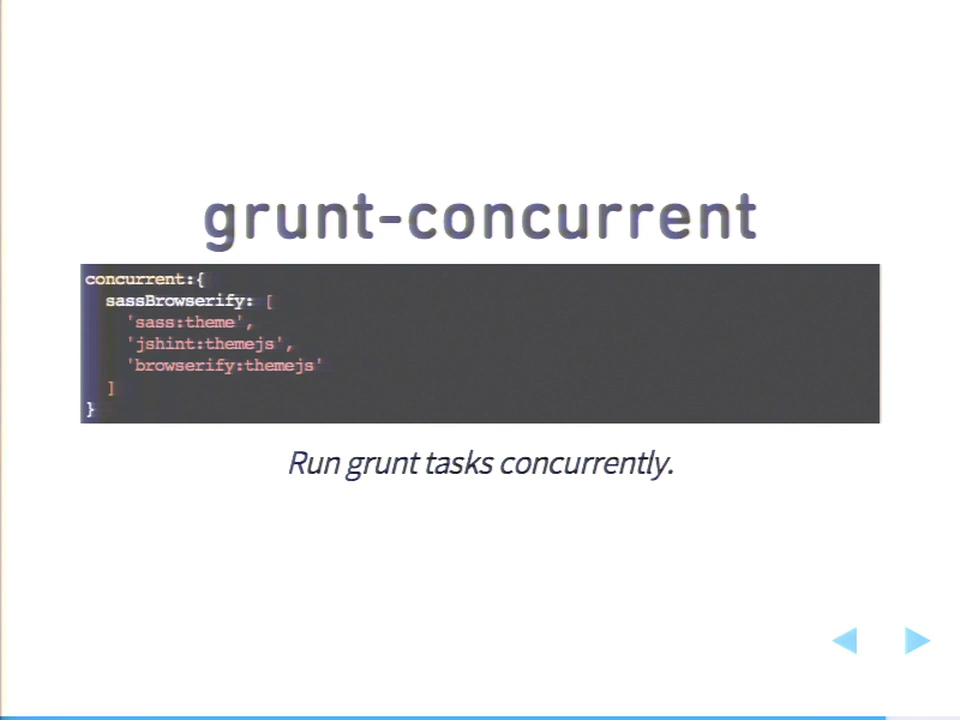 grunt-concurrent
concurrent:{
sassBrowserify: [
'sass:theme',
'jshint:themejs',
'browserify:themejs'
]
}
Run grunt tasks concurrently.